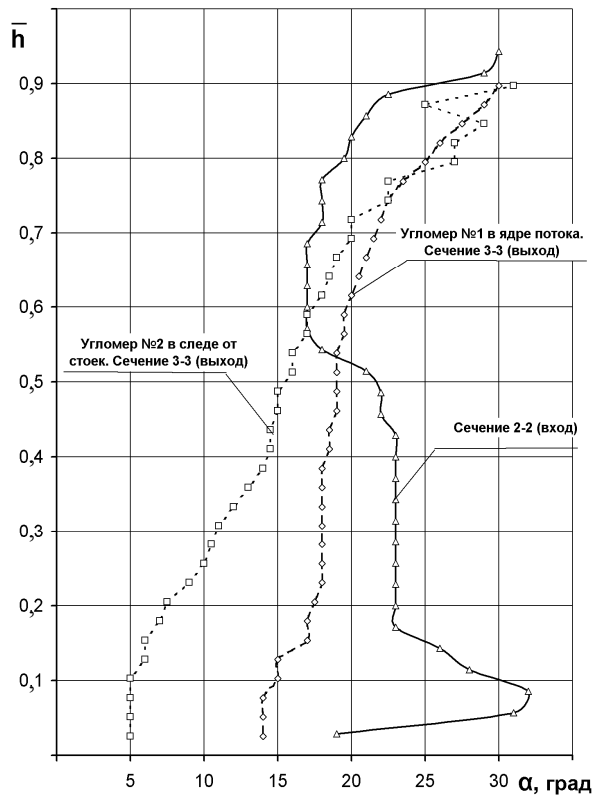 h̅
0,9
0,8
0,7
Угломер №1 в ядре потока.
Сечение 3-3 (выход)
0,6
Угломер №2 в следе от
стоек. Сечение 3-3 (выход)
0,5
Сечение 2-2 (вход)
0,4
0,3
0,2
0,1
5 10 15 20 25 30 α, град